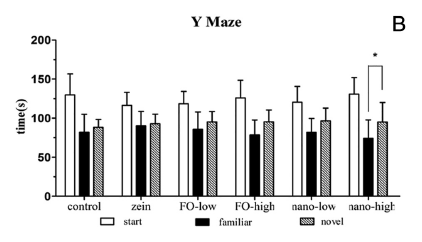 Y Maze
B
*
time(s)
200
150
100
50
0
control zein FO-low FO-high nano-low nano-high
start familiar novel